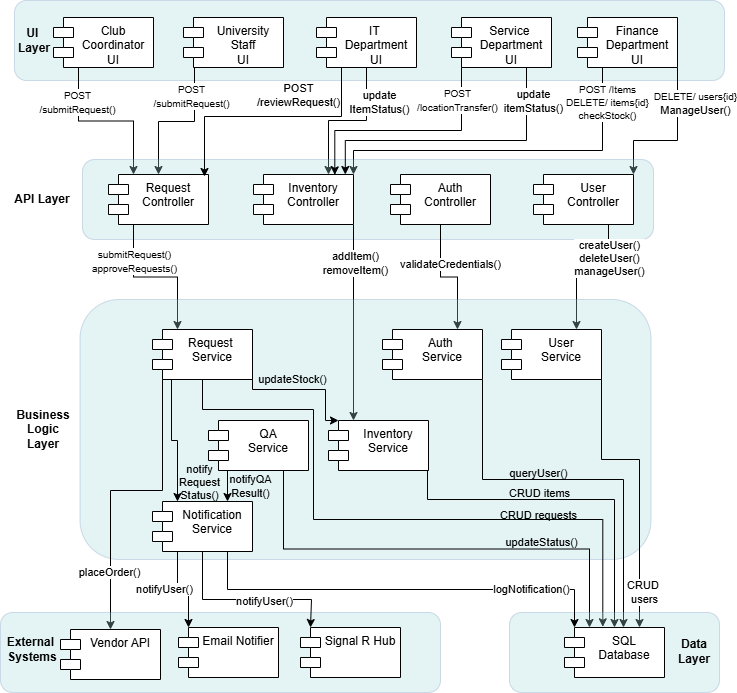 UI
Layer
Club
Coordinator
UI
University
Staff
UI
IT
Department
UI
Service
Department
UI
Finance
Department
UI
POST
/submitRequest()
POST
/submitRequest()
POST
/reviewRequest()
update
ItemStatus()
POST
/locationTransfer()
update
itemStatus()
POST /Items
DELETE/ items{id}
checkStock()
DELETE/ users{id}
ManageUser()
API Layer
Request
Controller
Inventory
Controller
Auth
Controller
User
Controller
submitRequest()
approveRequests()
addItem()
removeItem()
validateCredentials()
createUser()
deleteUser()
manageUser()
Business
Logic
Layer
Request
Service
Auth
Service
User
Service
updateStock()
QA
Service
Inventory
Service
notify
Request
Status()
notifyQA
Result()
queryUser()
CRUD items
Notification
Service
CRUD requests
updateStatus()
placeOrder()
notifyUser()
notifyUser()
logNotification()
CRUD
users
External
Systems
Vendor API
Email Notifier
Signal R Hub
SQL
Database
Data
Layer